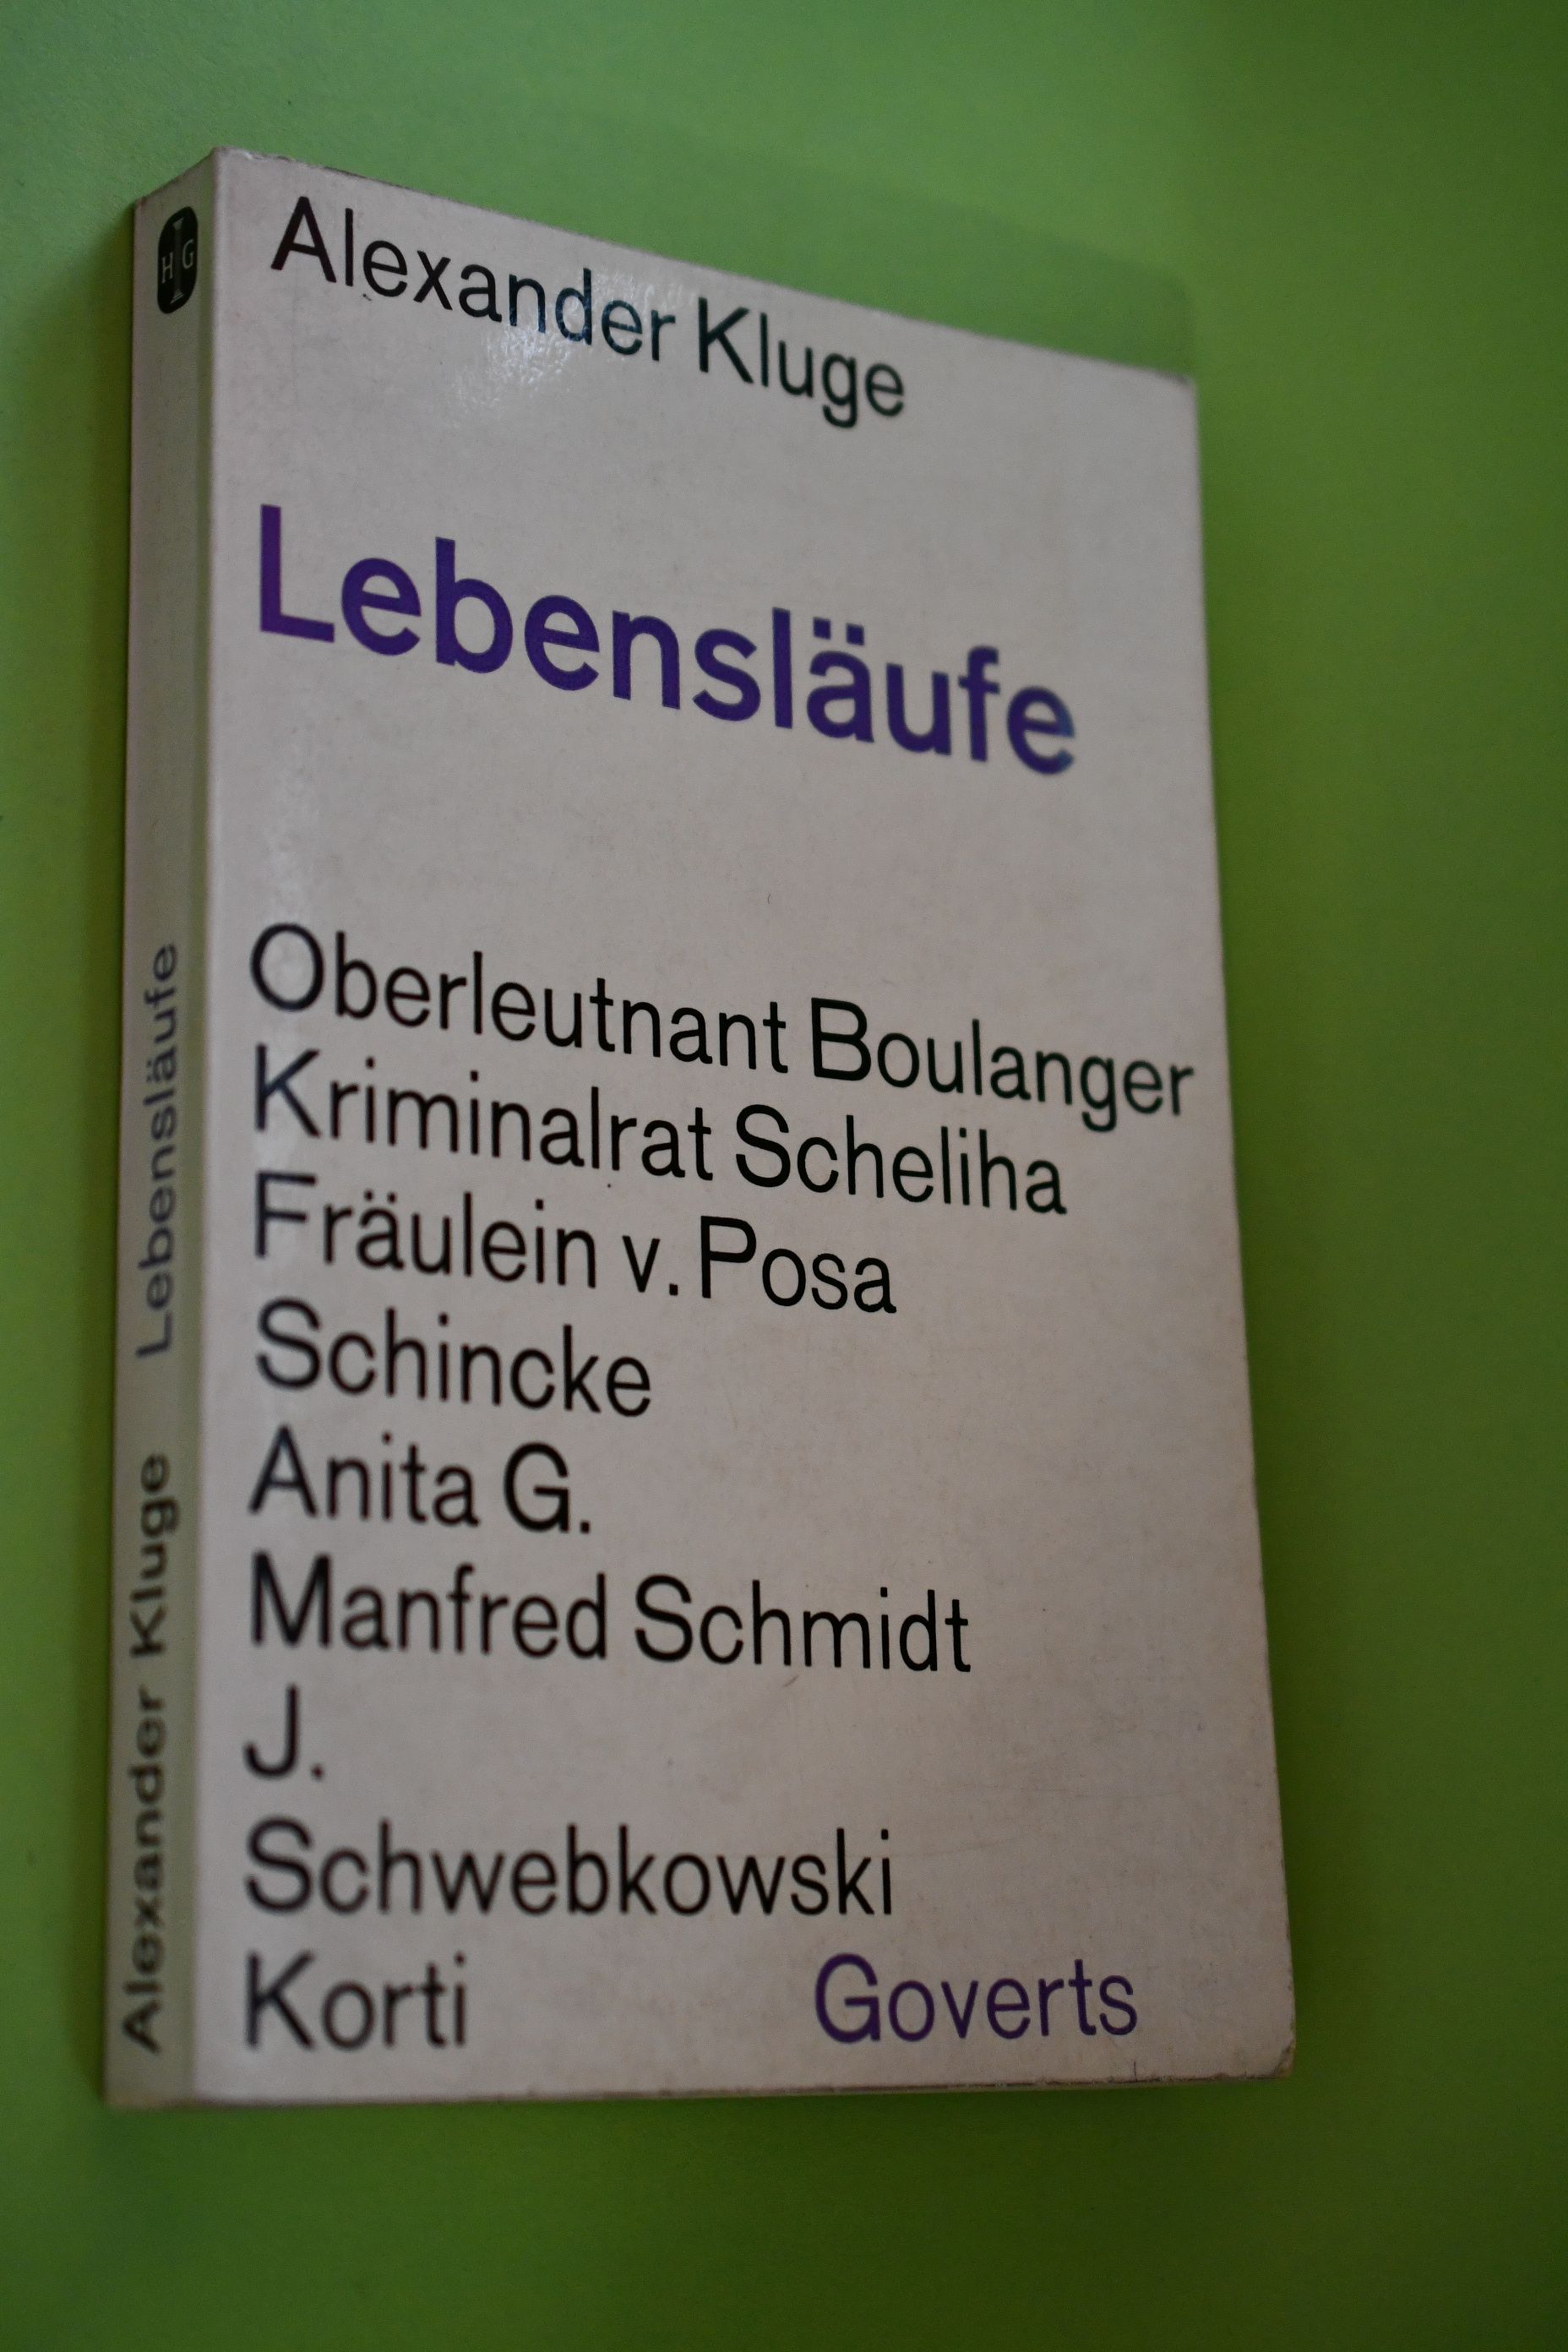 Alexander Kluge
Lebensläufe
Oberleutnant Boulanger
Kriminalrat Scheliha
Fräulein v. Posa
Schincke
Anita G.
Manfred Schmidt
J.
Schwebkowski
Korti
Goverts
Alexander Kluge Lebensläufe
H G